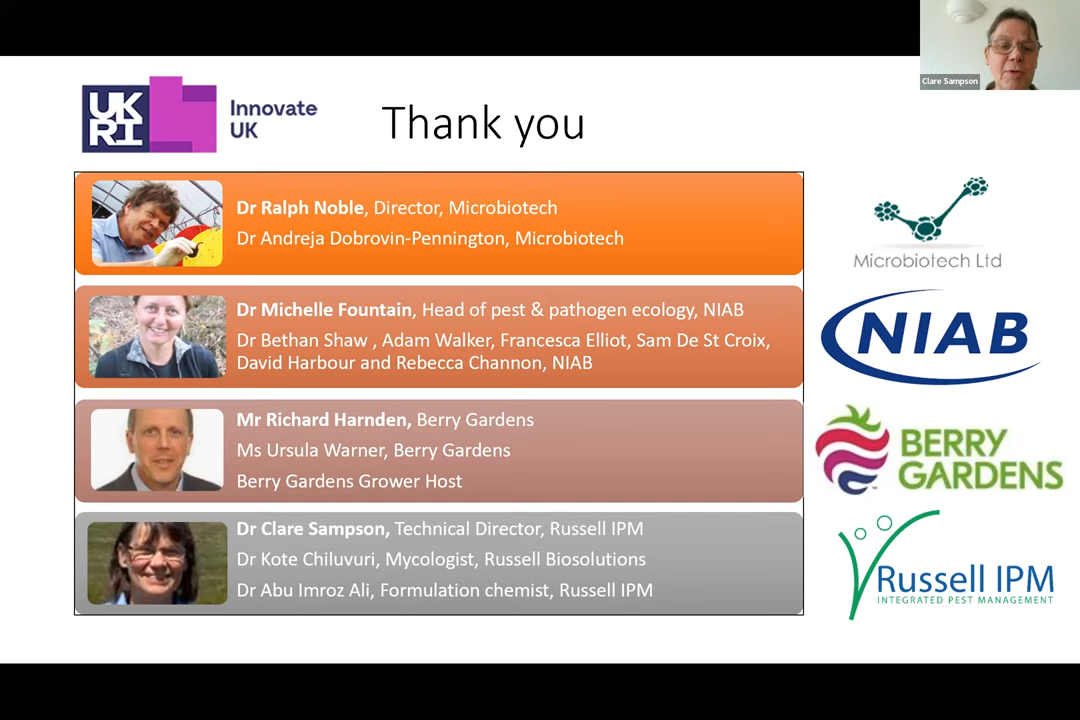 Clare Sampson
UK
RI
Innovate
UK
Thank you
Dr Ralph Noble, Director, Microbiotech
Dr Andreja Dobrovin-Pennington, Microbiotech
Microbiotech Ltd
Dr Michelle Fountain, Head of pest & pathogen ecology, NIAB
Dr Bethan Shaw , Adam Walker, Francesca Elliot, Sam De St Croix,
David Harbour and Rebecca Channon, NIAB
NIAB
Mr Richard Harnden, Berry Gardens
Ms Ursula Warner, Berry Gardens
Berry Gardens Grower Host
BERRY
GARDENS
Dr Clare Sampson, Technical Director, Russell IPM
Dr Kote Chiluvuri, Mycologist, Russell Biosolutions
Dr Abu Imroz Ali, Formulation chemist, Russell IPM
Russell IPM
INTEGRATED PEST MANAGEMENT